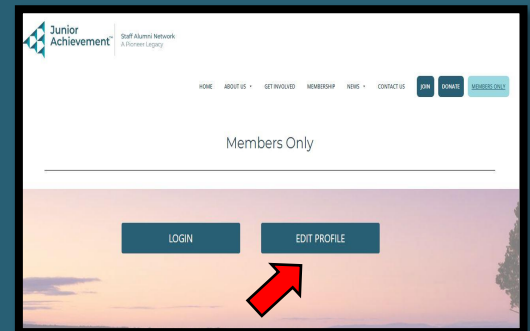 Junior
Achievement™
Staff Alumni Network
A Pioneer Legacy
HOME ABOUT US GET INVOLVED MEMBERSHIP NEWS CONTACT US JOIN DONATE MEMBERS ONLY
Members Only
LOGIN EDIT PROFILE